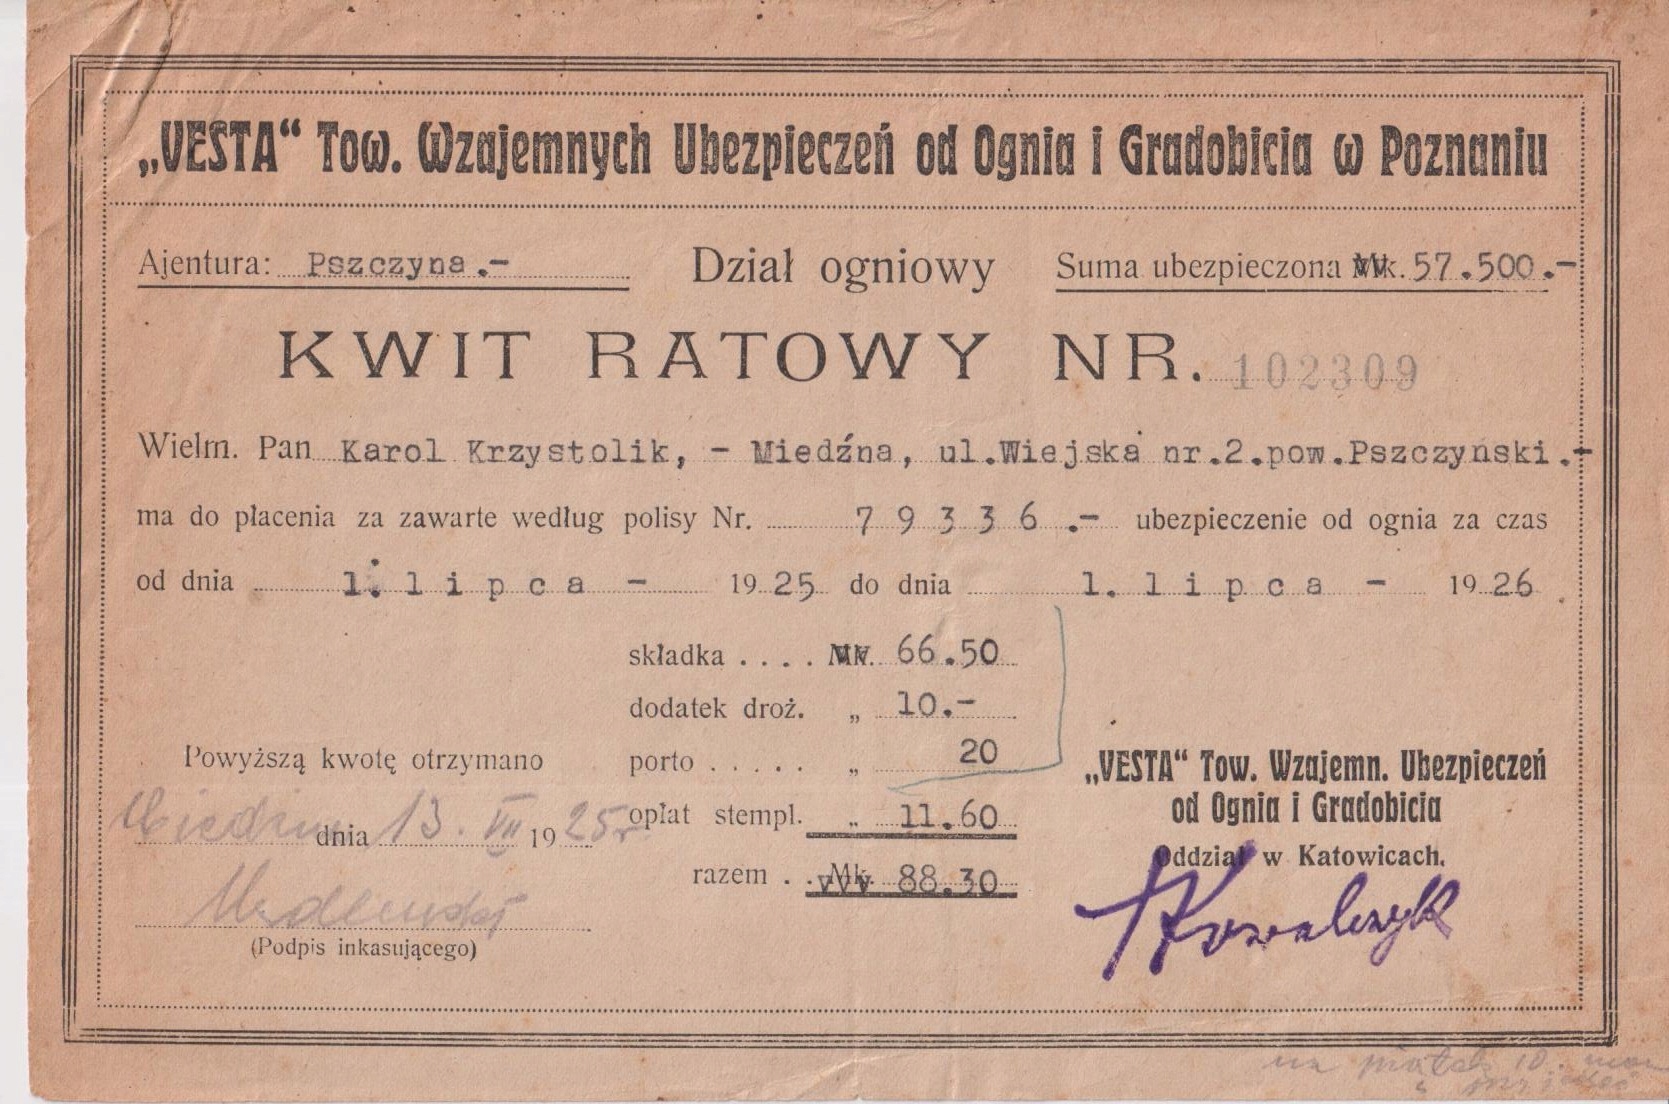 „VESTA“ Tow. Wzajemnych Ubezpieczeń od Ognia i Gradobicia w Poznaniu
Ajentura: Pszczyna.- Dział ogniowy Suma ubezpieczona Mk. 57.500.-
KWIT RATOWY NR. 102309
Wielm. Pan Karol Krzystolik, - Miedźna, ul.Wiejska nr.2.pow.Pszczyński.-
ma do płacenia za zawarte według polisy Nr. 79336.- ubezpieczenie od ognia za czas
od dnia 1. lipca - 1925 do dnia 1. lipca - 1926
składka .... Mk. 66.50
dodatek droż. „ 10.-
porto ..... „ 20
opłat stempl. „ 11.60
razem .. Mk. 88.30
Powyższą kwotę otrzymano
dnia 13. VII 1925 r
(Podpis inkasującego)
„VESTA“ Tow. Wzajemn. Ubezpieczeń
od Ognia i Gradobicia
Oddział w Katowicach.
Kowalczyk